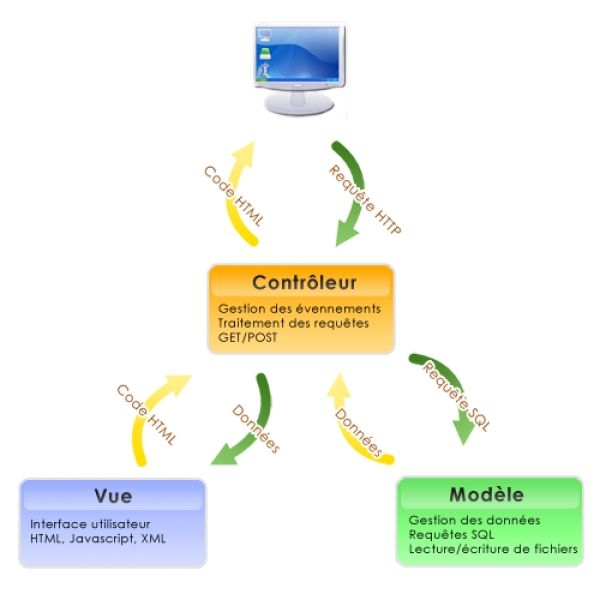 Code HTML
Requête HTTP
Contrôleur
Gestion des évennements
Traitement des requêtes
GET/POST
Code HTML
Données
Données
Requête SQL
Vue
Interface utilisateur
HTML, Javascript, XML
Modèle
Gestion des données
Requêtes SQL
Lecture/écriture de fichiers